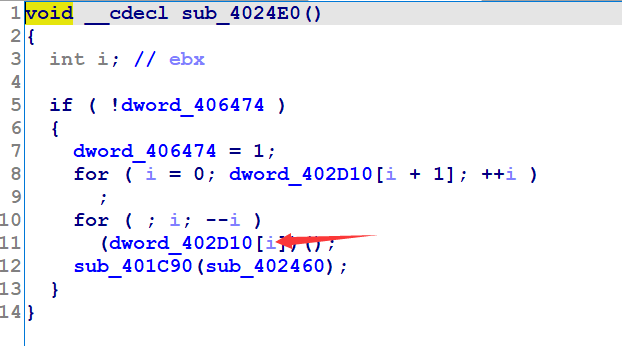 1 void __cdecl sub_4024E0()
2 {
3 int i; // ebx
4
5 if ( !dword_406474 )
6 {
7 dword_406474 = 1;
8 for ( i = 0; dword_402D10[i + 1]; ++i )
9 ;
10 for ( ; i; --i )
11 (dword_402D10[i])();
12 sub_401C90(sub_402460);
13 }
14 }